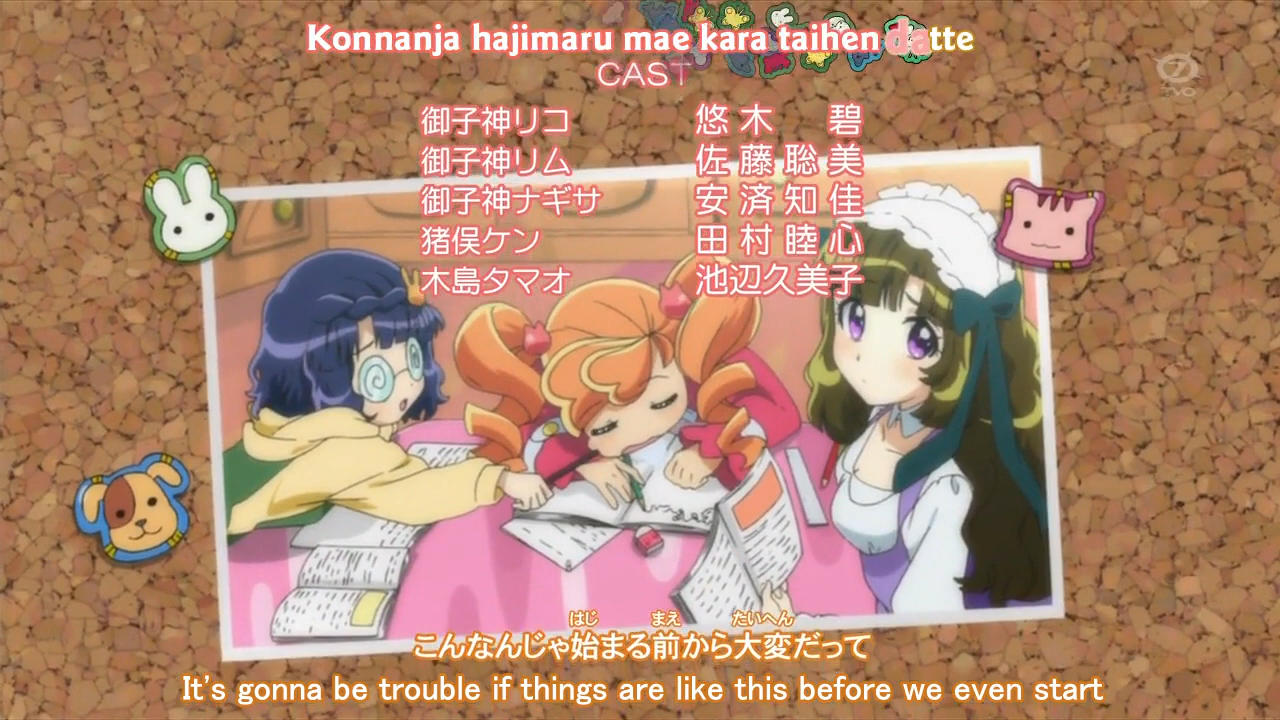 Konnanja hajimaru mae kara taihen datte
CAST
御子神リコ 悠木 碧
御子神リム 佐藤聡美
御子神ナギサ 安済知佳
猪俣ケン 田村睦心
木島タマオ 池辺久美子
はじ まえ たいへん
こんなんじゃ始まる前から大変だって
It's gonna be trouble if things are like this before we even start